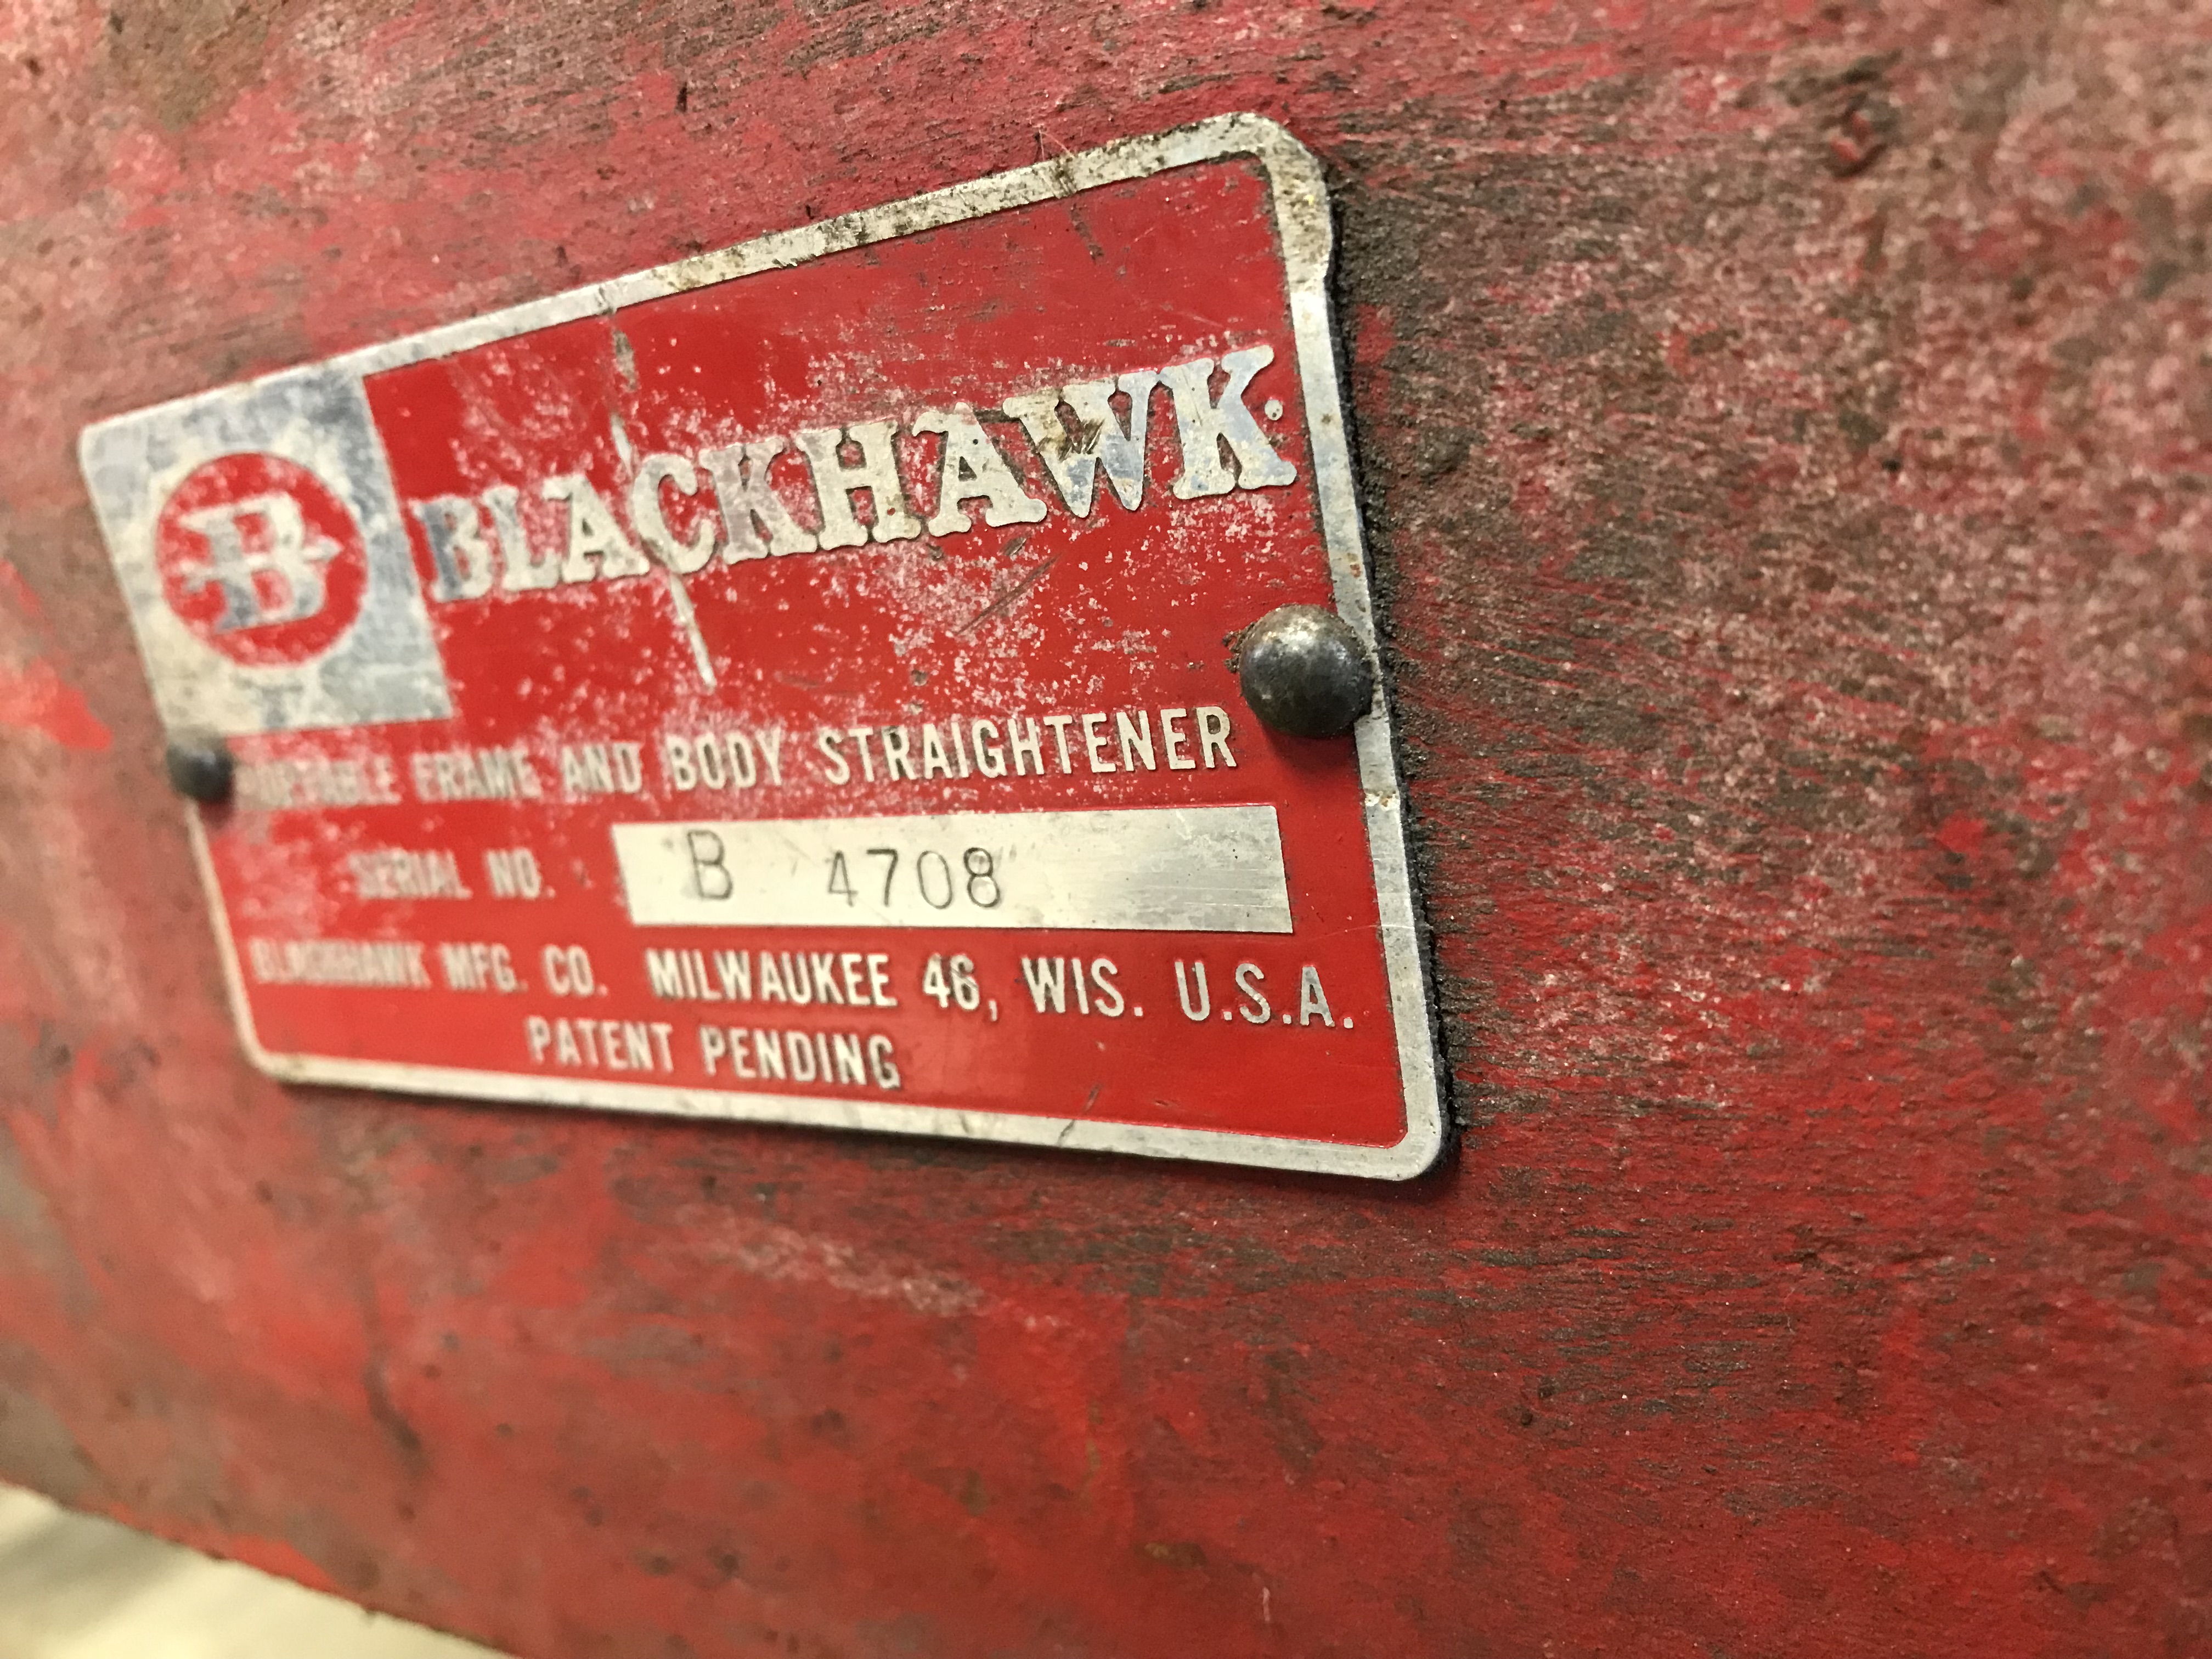 B BLACKHAWK
PORTABLE FRAME AND BODY STRAIGHTENER
SERIAL NO. B 4708
BLACKHAWK MFG. CO. MILWAUKEE 46, WIS. U.S.A.
PATENT PENDING